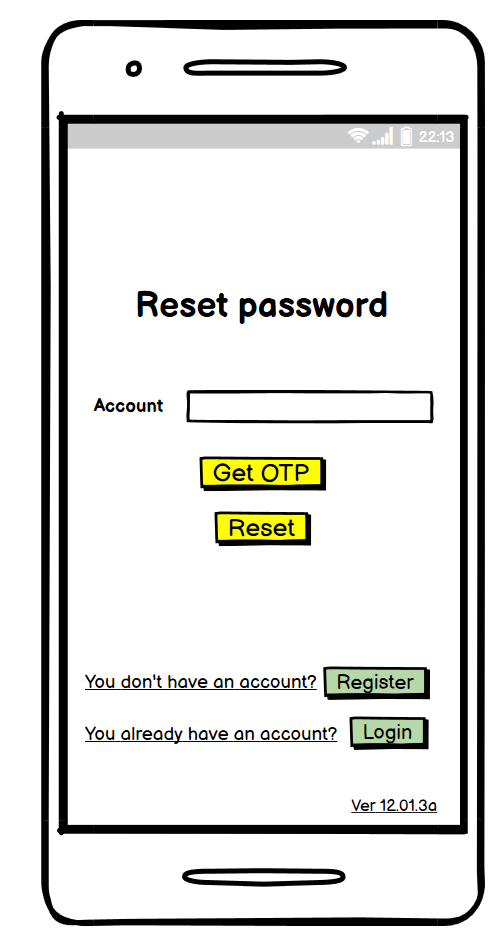 22:13
Reset password
Account
Get OTP
Reset
You don't have an account? Register
You already have an account? Login
Ver 12.01.3a